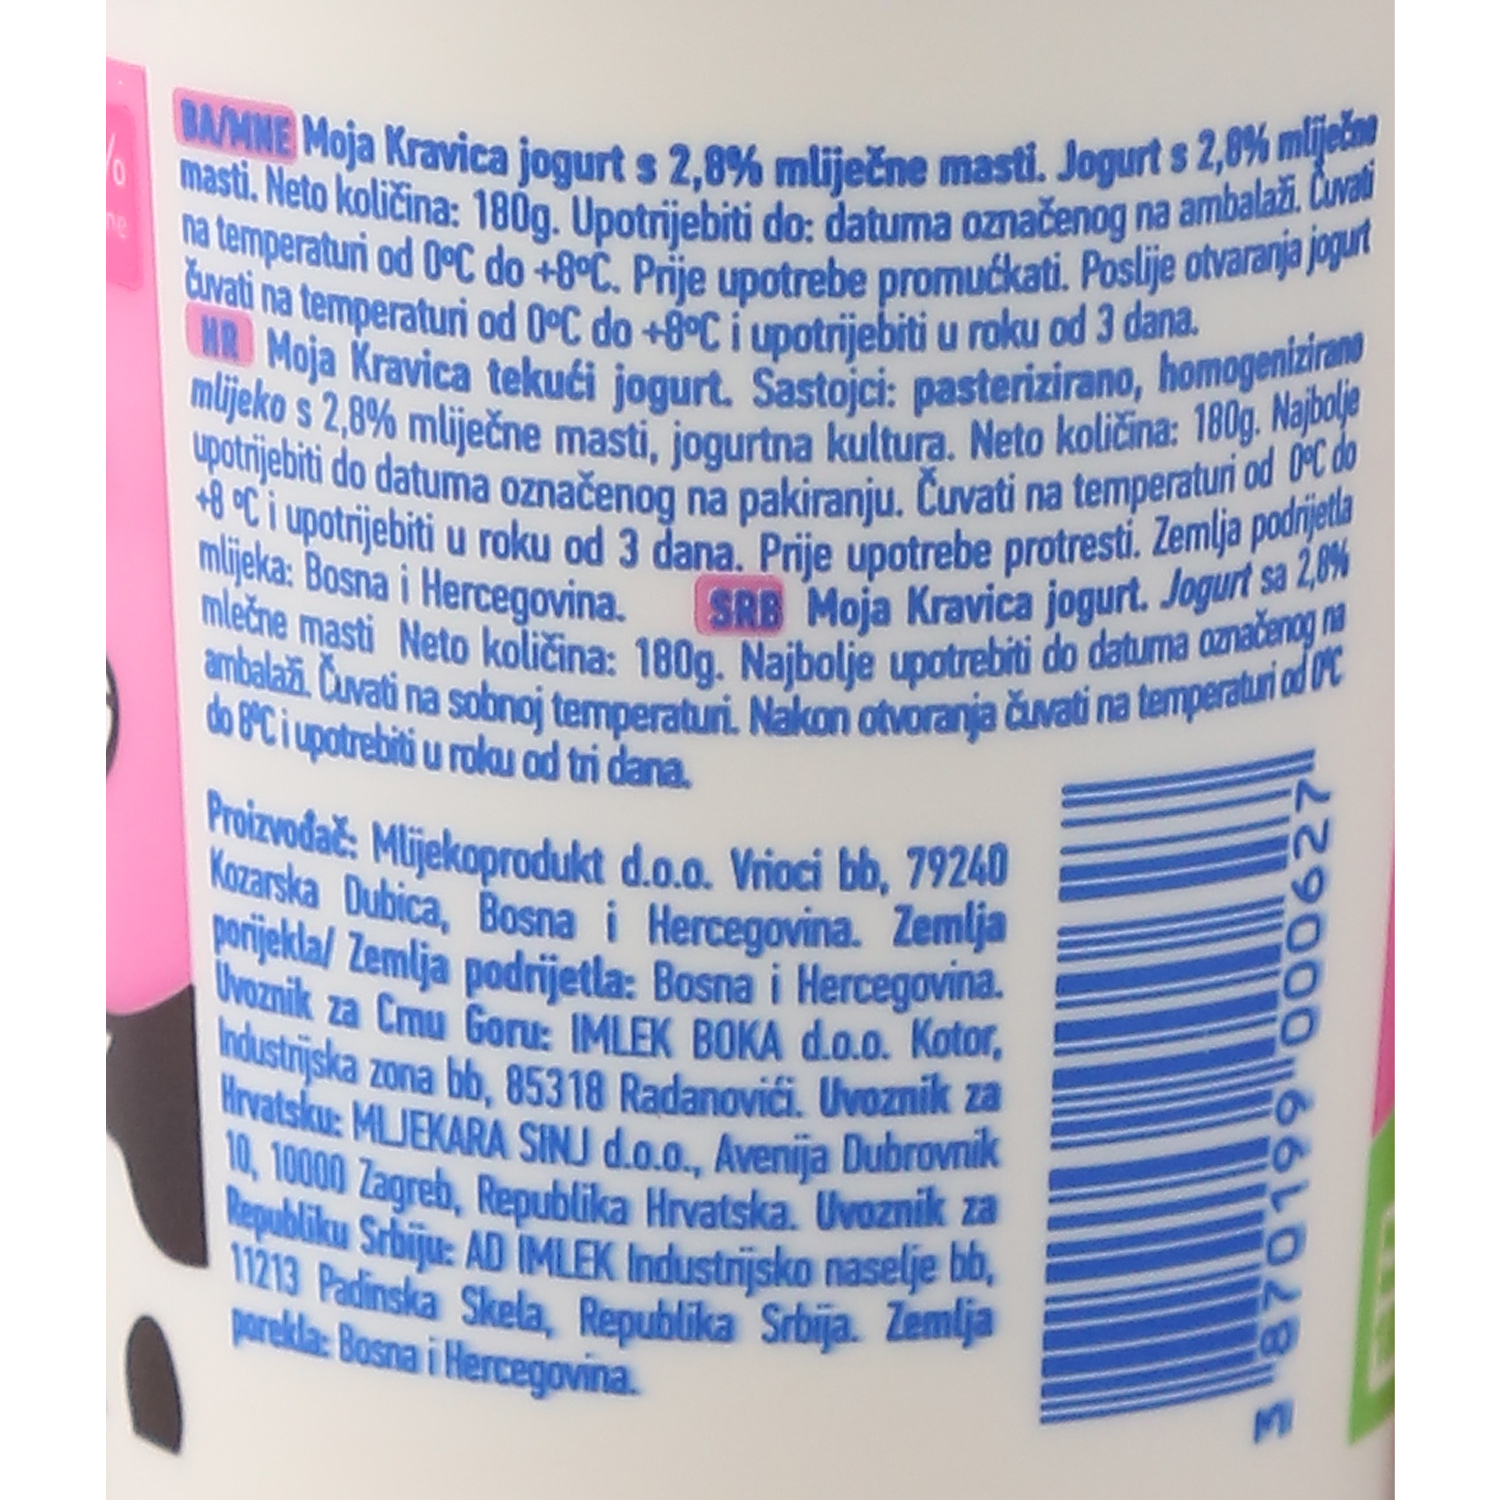 BA/MNE Moja Kravica jogurt s 2,8% mliječne masti. Jogurt s 2,8% mliječne
masti. Neto količina: 180g. Upotrijebiti do: datuma označenog na ambalaži. Čuvati
na temperaturi od 0ºC do +8ºC. Prije upotrebe promućkati. Poslije otvaranja jogurt
čuvati na temperaturi od 0ºC do +8ºC i upotrijebiti u roku od 3 dana.
HR Moja Kravica tekući jogurt. Sastojci: pasterizirano, homogenizirano
mlijeko s 2,8% mliječne masti, jogurtna kultura. Neto količina: 180g. Najbolje
upotrijebiti do datuma označenog na pakiranju. Čuvati na temperaturi od 0ºC do
+8 ºC i upotrijebiti u roku od 3 dana. Prije upotrebe protresti. Zemlja podrijetla
mlijeka: Bosna i Hercegovina. SRB Moja Kravica jogurt. Jogurt sa 2,8%
mlečne masti Neto količina: 180g. Najbolje upotrebiti do datuma označenog na
ambalaži. Čuvati na sobnoj temperaturi. Nakon otvoranja čuvati na temperaturi od 0ºC
do 8ºC i upotrebiti u roku od tri dana.
Proizvođač: Mlijekoprodukt d.o.o. Vrioci bb, 79240
Kozarska Dubica, Bosna i Hercegovina. Zemlja
porijekla/ Zemlja podrijetla: Bosna i Hercegovina.
Uvoznik za Crnu Goru: IMLEK BOKA d.o.o. Kotor,
Industrijska zona bb, 85318 Radanovići. Uvoznik za
Hrvatsku: MLJEKARA SINJ d.o.o., Avenija Dubrovnik
10, 10000 Zagreb, Republika Hrvatska. Uvoznik za
Republiku Srbiju: AD IMLEK Industrijsko naselje bb,
11213 Padinska Skela, Republika Srbija. Zemlja
porekla: Bosna i Hercegovina.
3 870199 000627